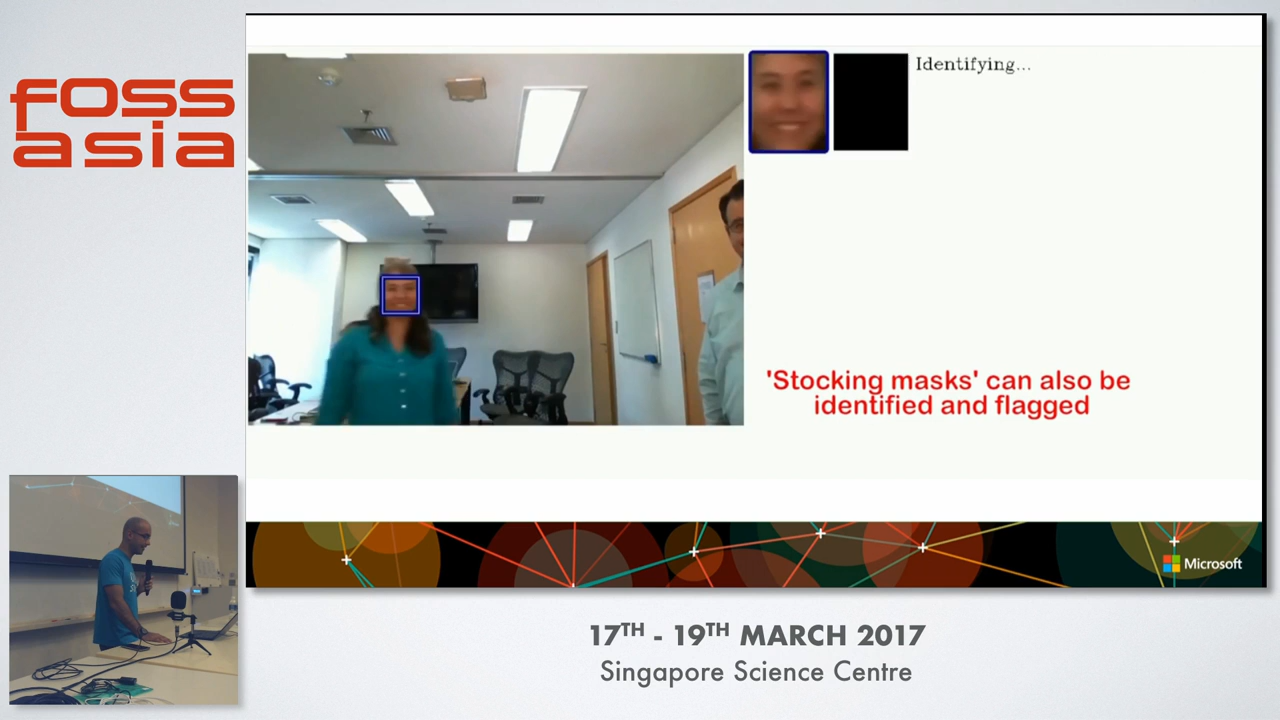 foss
asia
Identifying...
'Stocking masks' can also be
identified and flagged
Microsoft
17TH - 19TH MARCH 2017
Singapore Science Centre